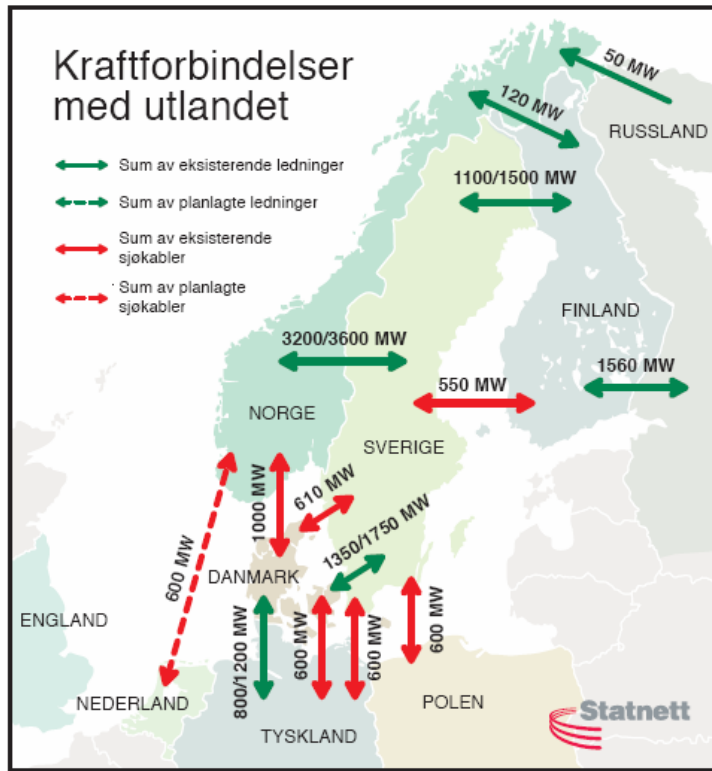 Kraftforbindelser
med utlandet
Sum av eksisterende ledninger
Sum av planlagte ledninger
Sum av eksisterende
sjøkabler
Sum av planlagte
sjøkabler
50 MW
120 MW
RUSSLAND
1100/1500 MW
FINLAND
3200/3600 MW
1560 MW
550 MW
NORGE
SVERIGE
1000 MW
610 MW
1350/1750 MW
600 MW
DANMARK
ENGLAND
800/1200 MW
600 MW
600 MW
600 MW
NEDERLAND
POLEN
TYSKLAND
Statnett